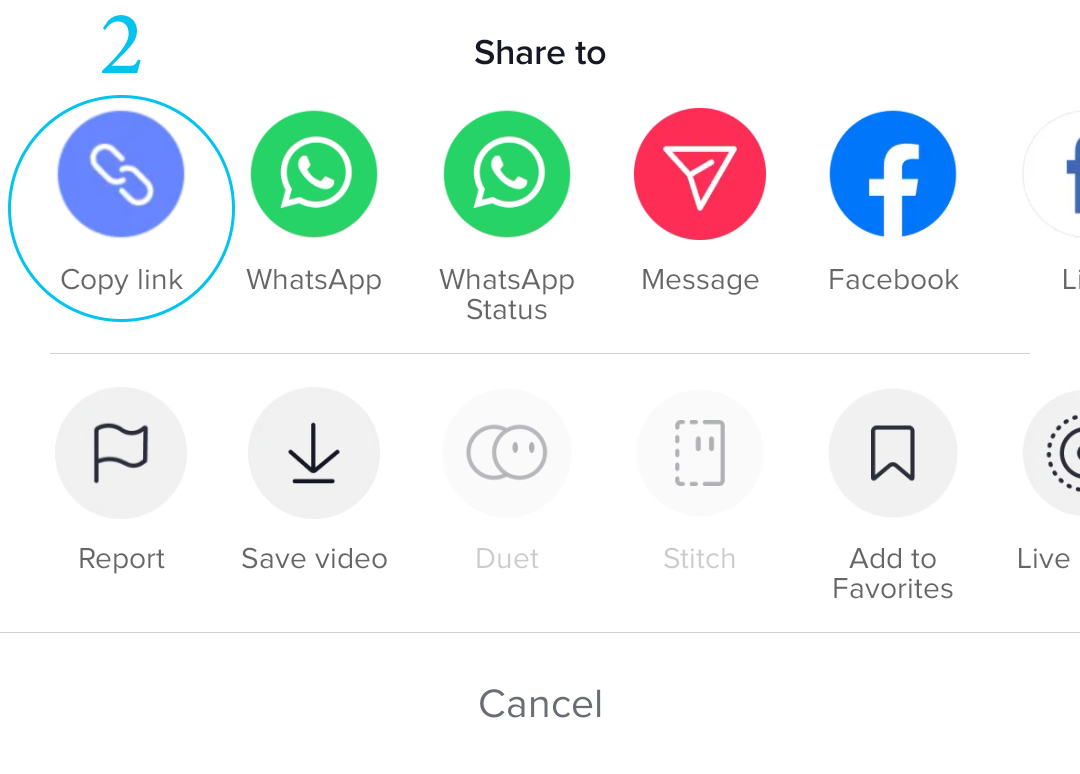 2
Share to
Copy link
WhatsApp
WhatsApp
Status
Message
Facebook
Li
Report
Save video
Duet
Stitch
Add to
Favorites
Live
Cancel